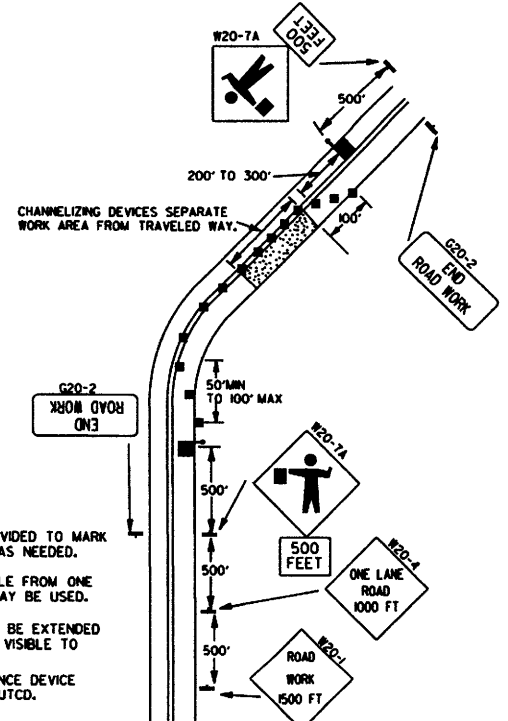 W20-7A
500
FEET
500'
200' TO 300'
CHANNELIZING DEVICES SEPARATE
WORK AREA FROM TRAVELED WAY.
100'
G20-2
END
ROAD WORK
G20-2
END
ROAD WORK
50'MIN
TO 100' MAX
W20-7A
500'
500
FEET
VIDED TO MARK
AS NEEDED.
500'
W20-4
ONE LANE
ROAD
1000 FT
LE FROM ONE
AY BE USED.
BE EXTENDED
VISIBLE TO
500'
W20-1
ROAD
WORK
1500 FT
NCE DEVICE
UTCD.